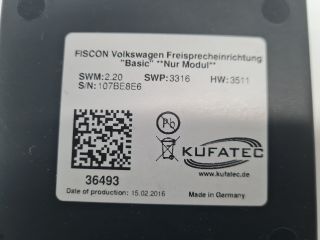 FISCON Volkswagen Freisprecheinrichtung
"Basic" **Nur Modul**
SWM:2.20 SWP:3316 HW:3511
S/N:107BE8E6
Pb
KUFATEC
www.kufatec.de
36493
Date of production: 15.02.2016 Made in Germany